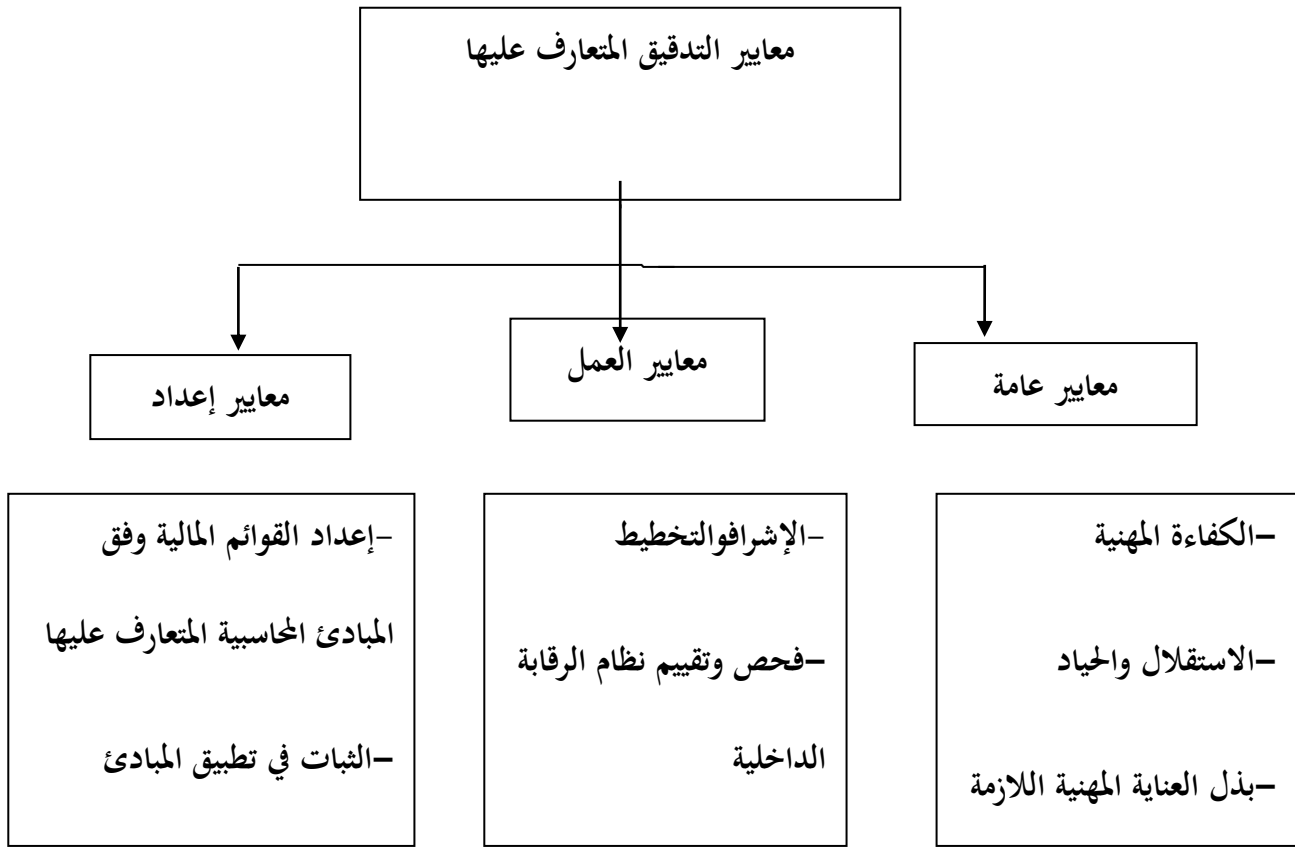 معايير التدقيق المتعارف عليها
معايير عامة
معايير العمل
معايير إعداد
–الكفاءة المهنية
–الاستقلال والحياد
–بذل العناية المهنية اللازمة
–الإشرافوالتخطيط
–فحص وتقييم نظام الرقابة
الداخلية
–إعداد القوائم المالية وفق
المبادئ المحاسبية المتعارف عليها
–الثبات في تطبيق المبادئ